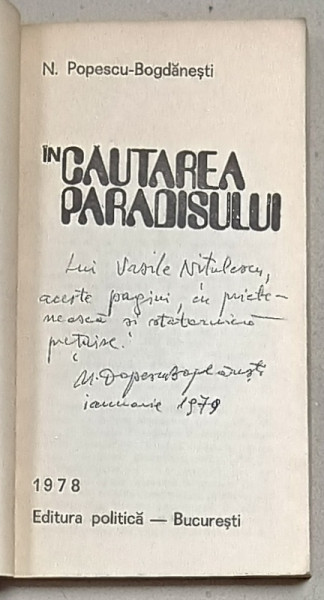 N. Popescu-Bogdănești
ÎN CĂUTAREA
PARADISULUI
Lui Vasile Nitulescu,
aceste pagini, cu priete-
nească și statornică
prețuire.
N. Popescu Bogdănești
ianuarie 1979
1978
Editura politică — București